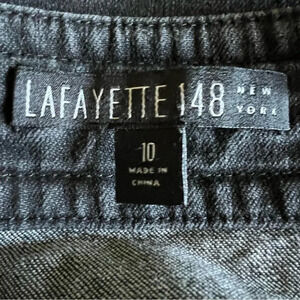 LAFAYETTE 148 NEW YORK
10
MADE IN
CHINA